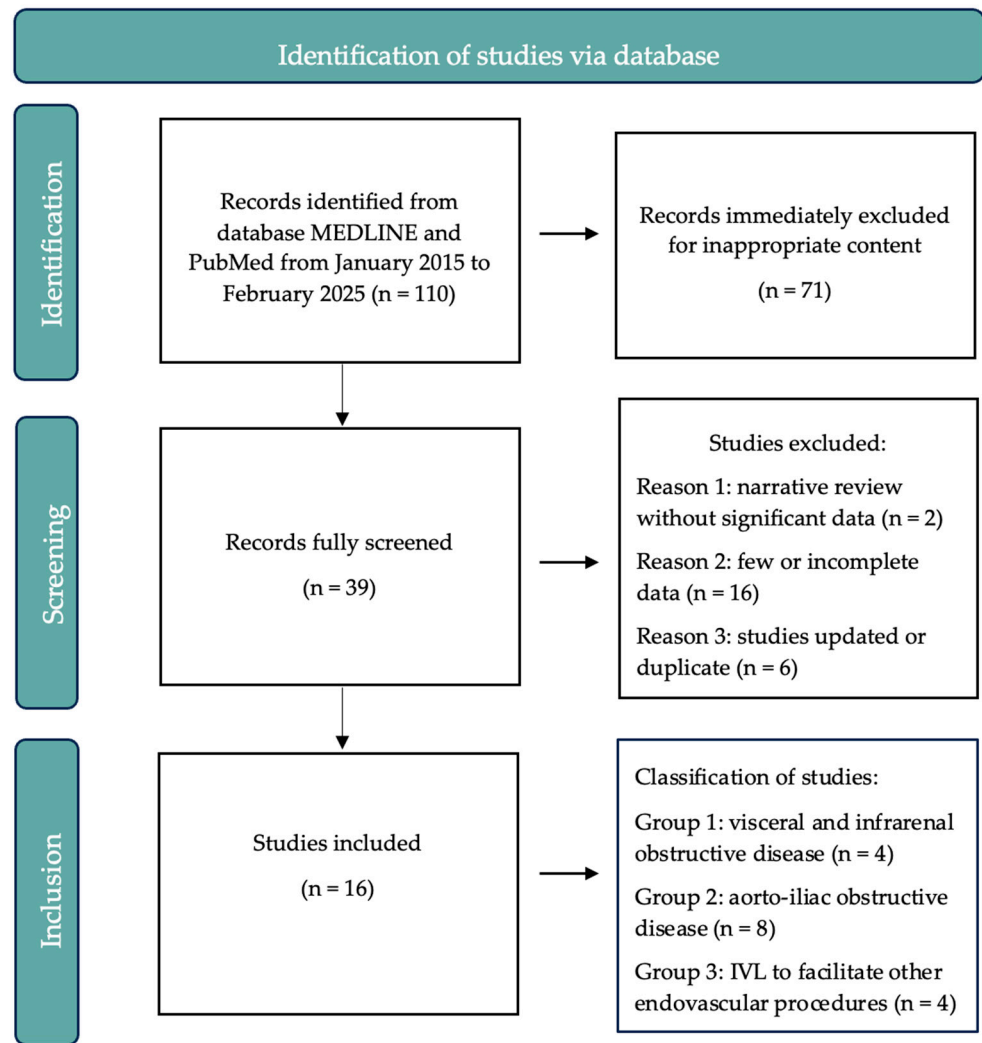 Identification of studies via database
Identification
Records identified from
database MEDLINE and
PubMed from January 2015 to
February 2025 (n = 110)
Records immediately excluded
for inappropriate content
(n = 71)
Screening
Records fully screened
(n = 39)
Studies excluded:
Reason 1: narrative review
without significant data (n = 2)
Reason 2: few or incomplete
data (n = 16)
Reason 3: studies updated or
duplicate (n = 6)
Inclusion
Studies included
(n = 16)
Classification of studies:
Group 1: visceral and infrarenal
obstructive disease (n = 4)
Group 2: aorto-iliac obstructive
disease (n = 8)
Group 3: IVL to facilitate other
endovascular procedures (n = 4)